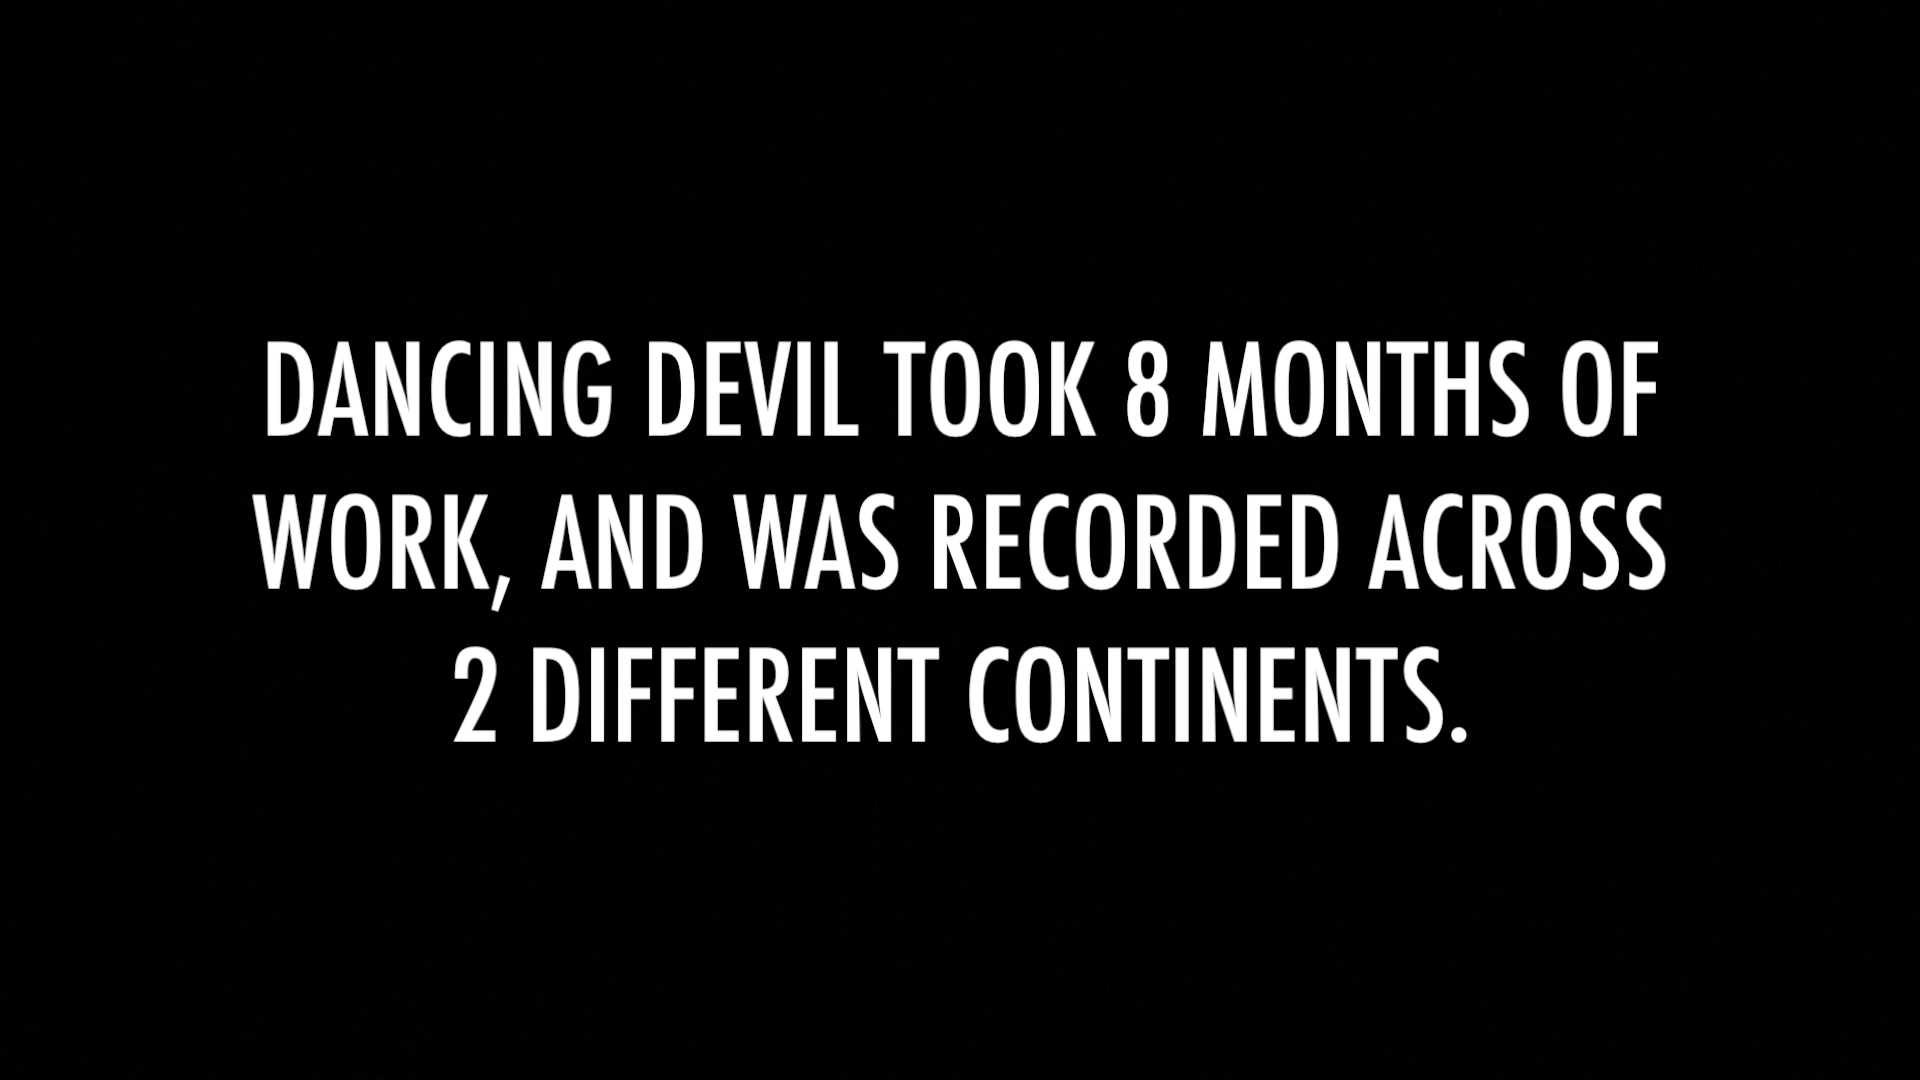 DANCING DEVIL TOOK 8 MONTHS OF
WORK, AND WAS RECORDED ACROSS
2 DIFFERENT CONTINENTS.